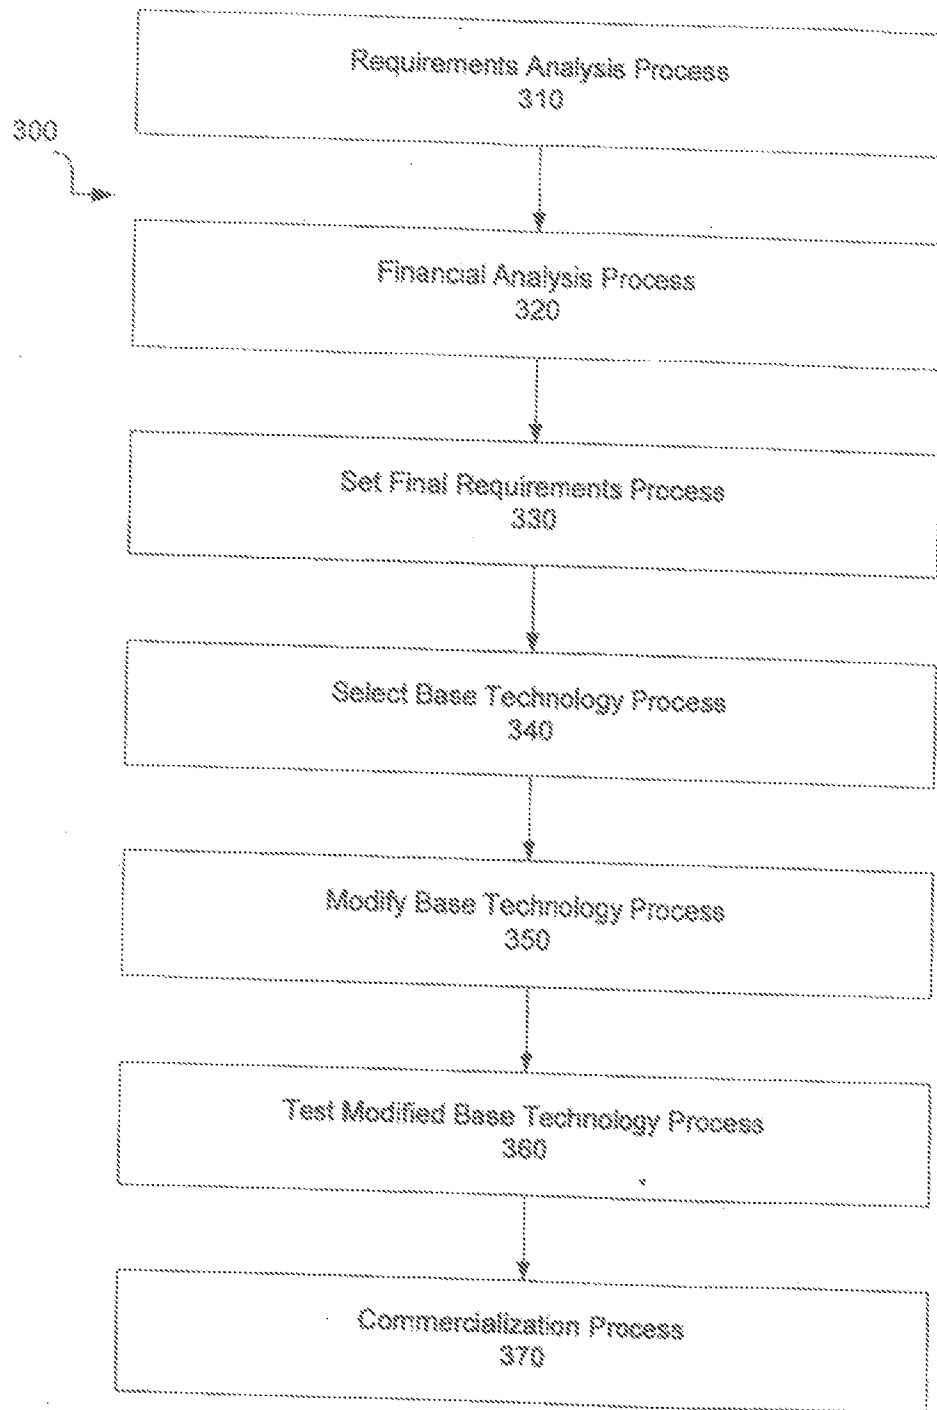 Requirements Analysis Process
310
300
Financial Analysis Process
320
Set Final Requirements Process
330
Select Base Technology Process
340
Modify Base Technology Process
350
Test Modified Base Technology Process
360
Commercialization Process
370